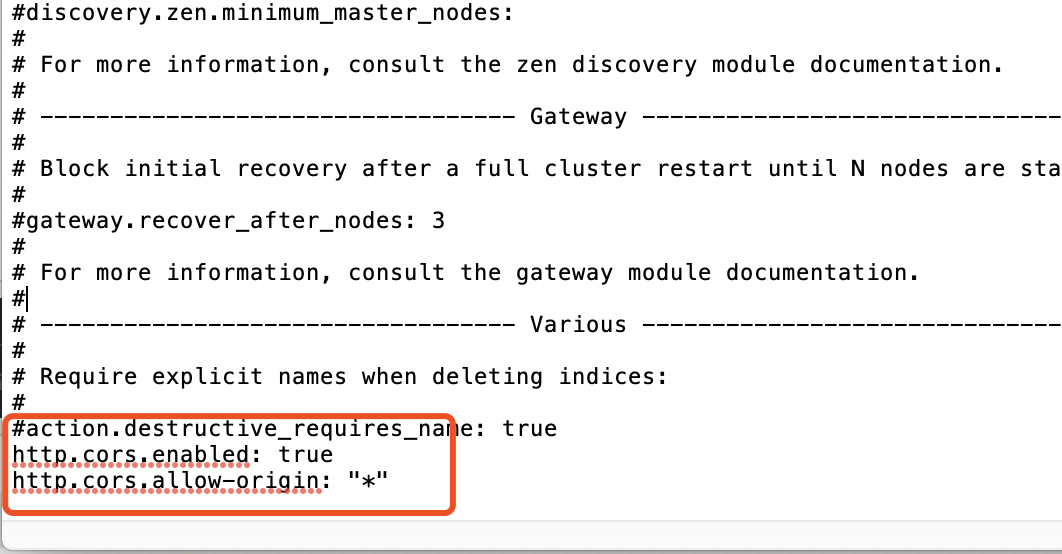 #discovery.zen.minimum_master_nodes:
#
# For more information, consult the zen discovery module documentation.
#
# ---------------------------------- Gateway ------------------------------
#
# Block initial recovery after a full cluster restart until N nodes are sta
#
#gateway.recover_after_nodes: 3
#
# For more information, consult the gateway module documentation.
#
# ---------------------------------- Various ------------------------------
#
# Require explicit names when deleting indices:
#
#action.destructive_requires_name: true
http.cors.enabled: true
http.cors.allow-origin: "*"